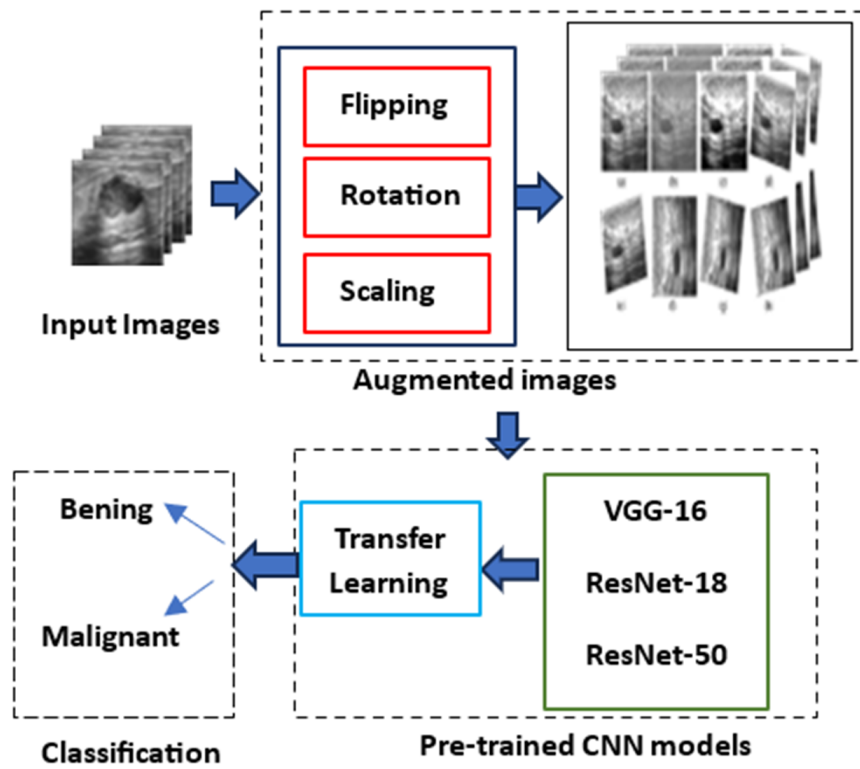 Flipping
Rotation
Scaling
Input Images
Augmented images
Bening
Malignant
Transfer
Learning
VGG-16
ResNet-18
ResNet-50
Classification
Pre-trained CNN models